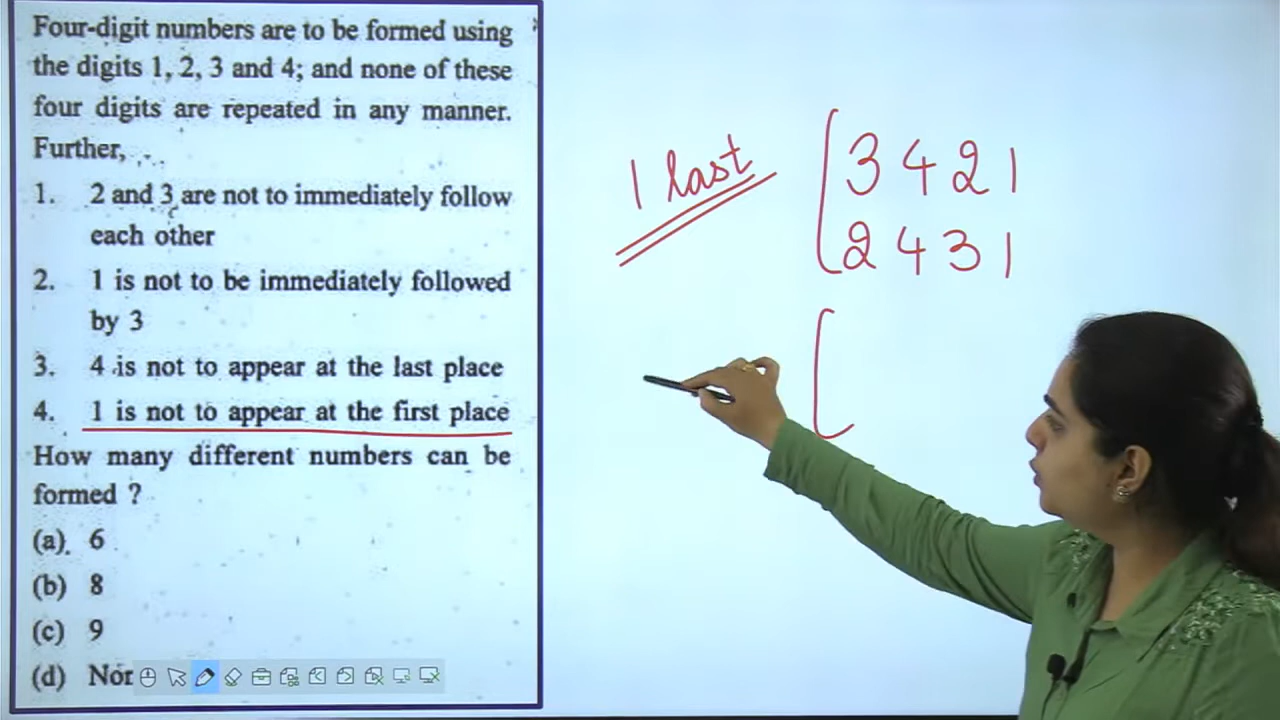 Four-digit numbers are to be formed using
the digits 1, 2, 3 and 4; and none of these
four digits are repeated in any manner.
Further,
1. 2 and 3 are not to immediately follow
each other
2. 1 is not to be immediately followed
by 3
3. 4 is not to appear at the last place
4. 1 is not to appear at the first place
How many different numbers can be
formed ?
(a) 6
(b) 8
(c) 9
(d)
1 last
3 4 2 1
2 4 3 1